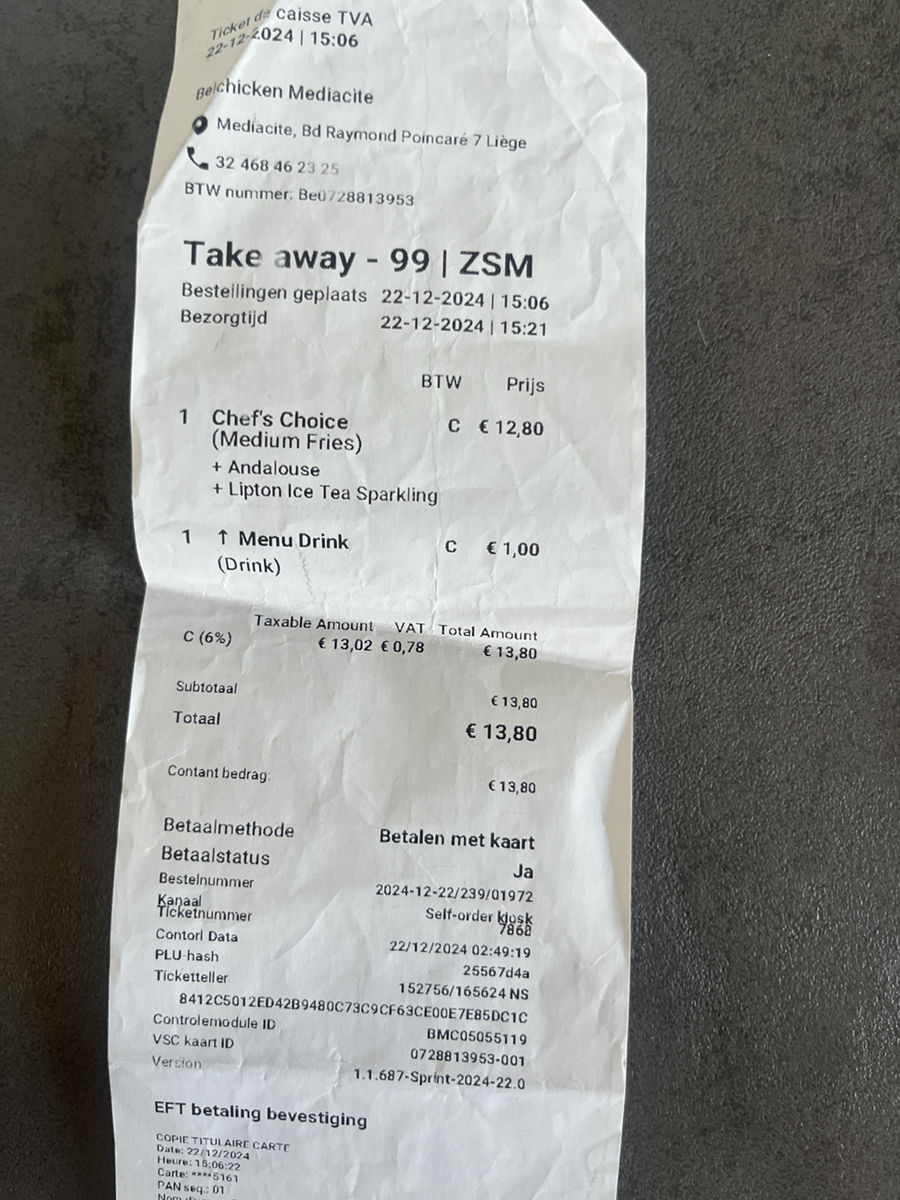 Ticket de caisse TVA
22-12-2024 | 15:06
Belchicken Mediacite
Mediacite, Bd Raymond Poincaré 7 Liège
32 468 46 23 25
BTW nummer: Be0728813953
Take away - 99 | ZSM
Bestellingen geplaats 22-12-2024 | 15:06
Bezorgtijd 22-12-2024 | 15:21
BTW Prijs
1 Chef's Choice C € 12,80
(Medium Fries)
+ Andalouse
+ Lipton Ice Tea Sparkling
1 ↑ Menu Drink C € 1,00
(Drink)
Taxable Amount VAT Total Amount
C (6%) € 13,02 € 0,78 € 13,80
Subtotaal € 13,80
Totaal € 13,80
Contant bedrag: € 13,80
Betaalmethode Betalen met kaart
Betaalstatus Ja
Bestelnummer 2024-12-22/239/01972
Kanaal Self-order kiosk
Ticketnummer 7868
Contorl Data 22/12/2024 02:49:19
PLU-hash 25567d4a
Ticketteller 152756/165624 NS
8412C5012ED42B9480C73C9CF63CE00E7E85DC1C
Controlemodule ID BMC05055119
VSC kaart ID 0728813953-001
Version 1.1.687-Sprint-2024-22.0
EFT betaling bevestiging
COPIE TITULAIRE CARTE
Date: 22/12/2024
Heure: 15:06:22
Carte: ****5161
PAN seq.: 01